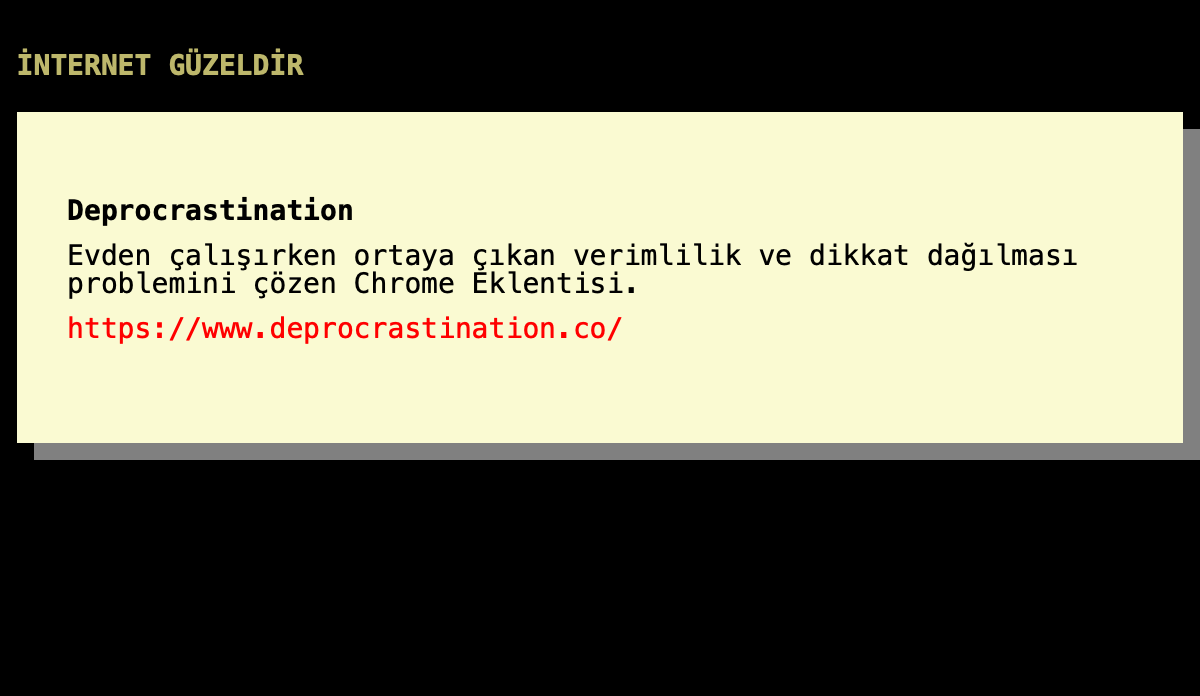 İNTERNET GÜZELDİR
Deprocrastination
Evden çalışırken ortaya çıkan verimlilik ve dikkat dağılması
problemini çözen Chrome Eklentisi.
https://www.deprocrastination.co/